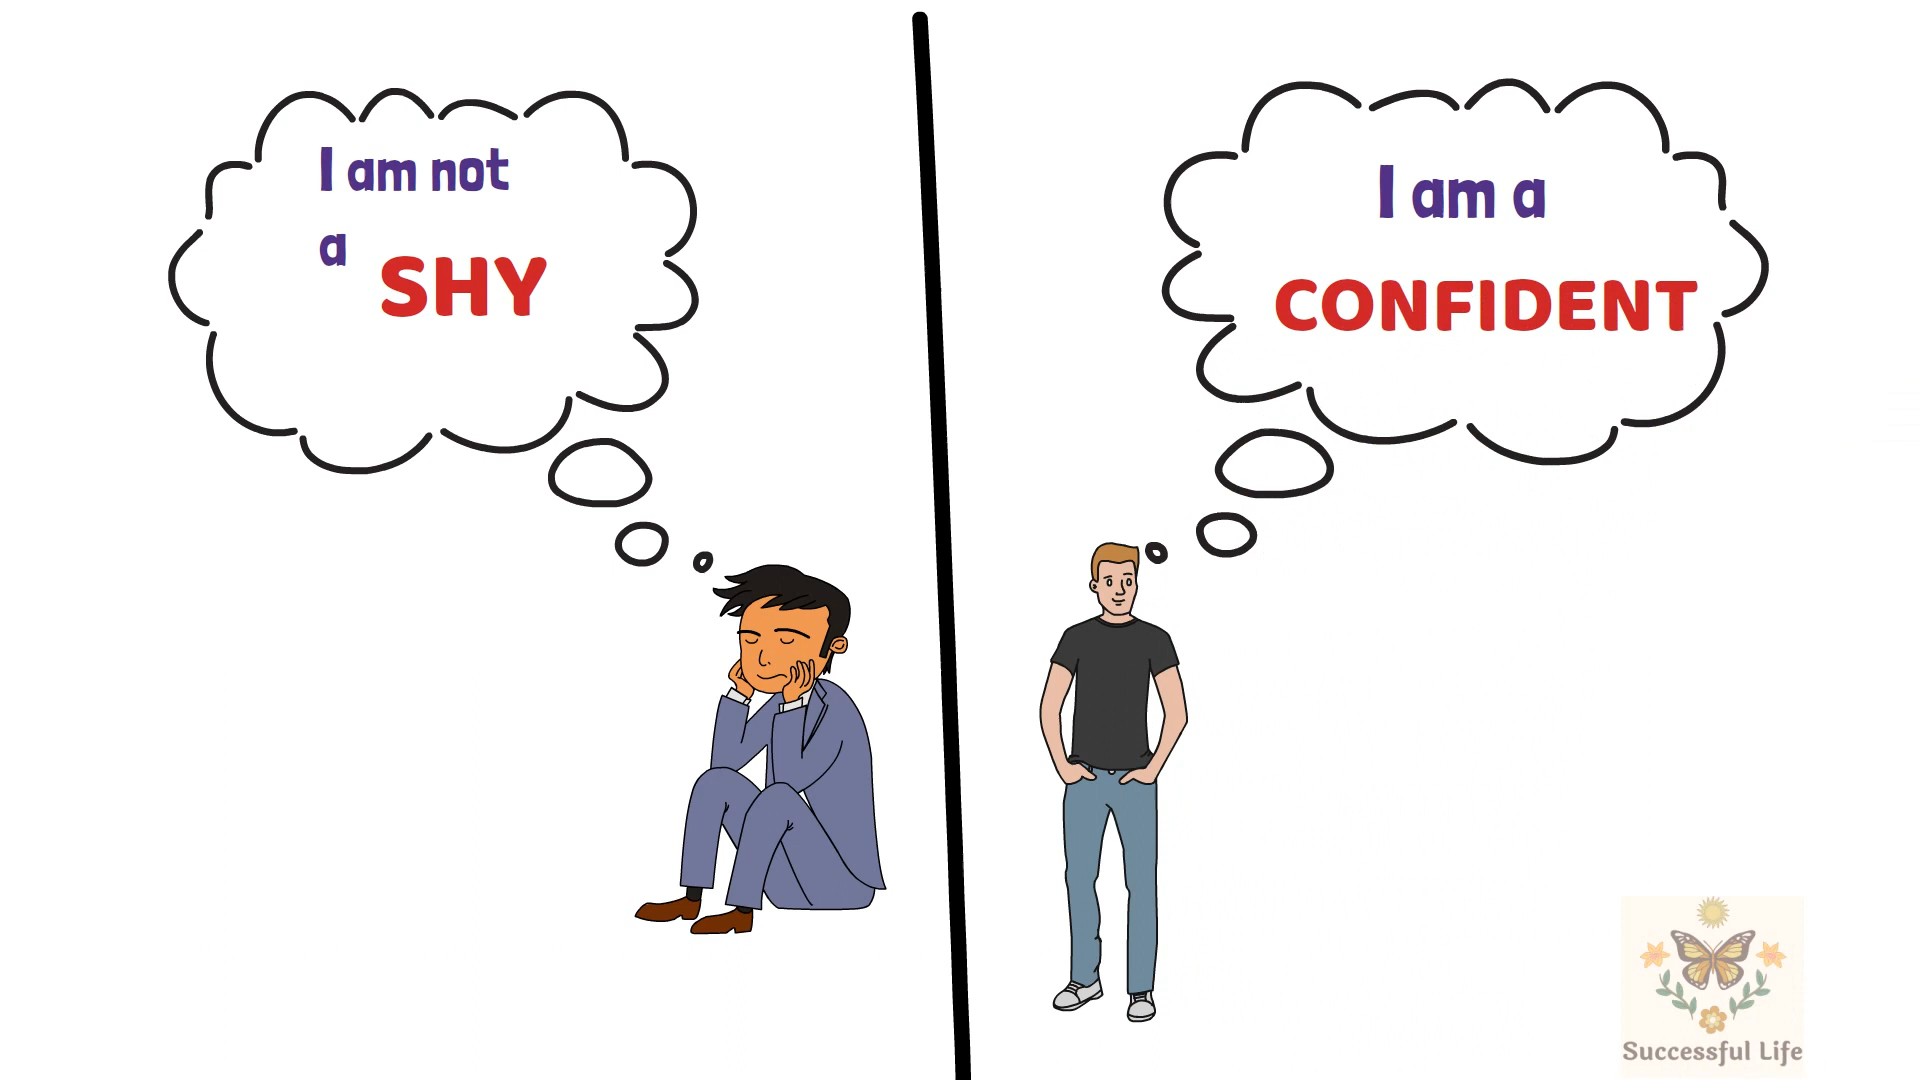 I am not
a SHY
I am a
CONFIDENT
Successful Life